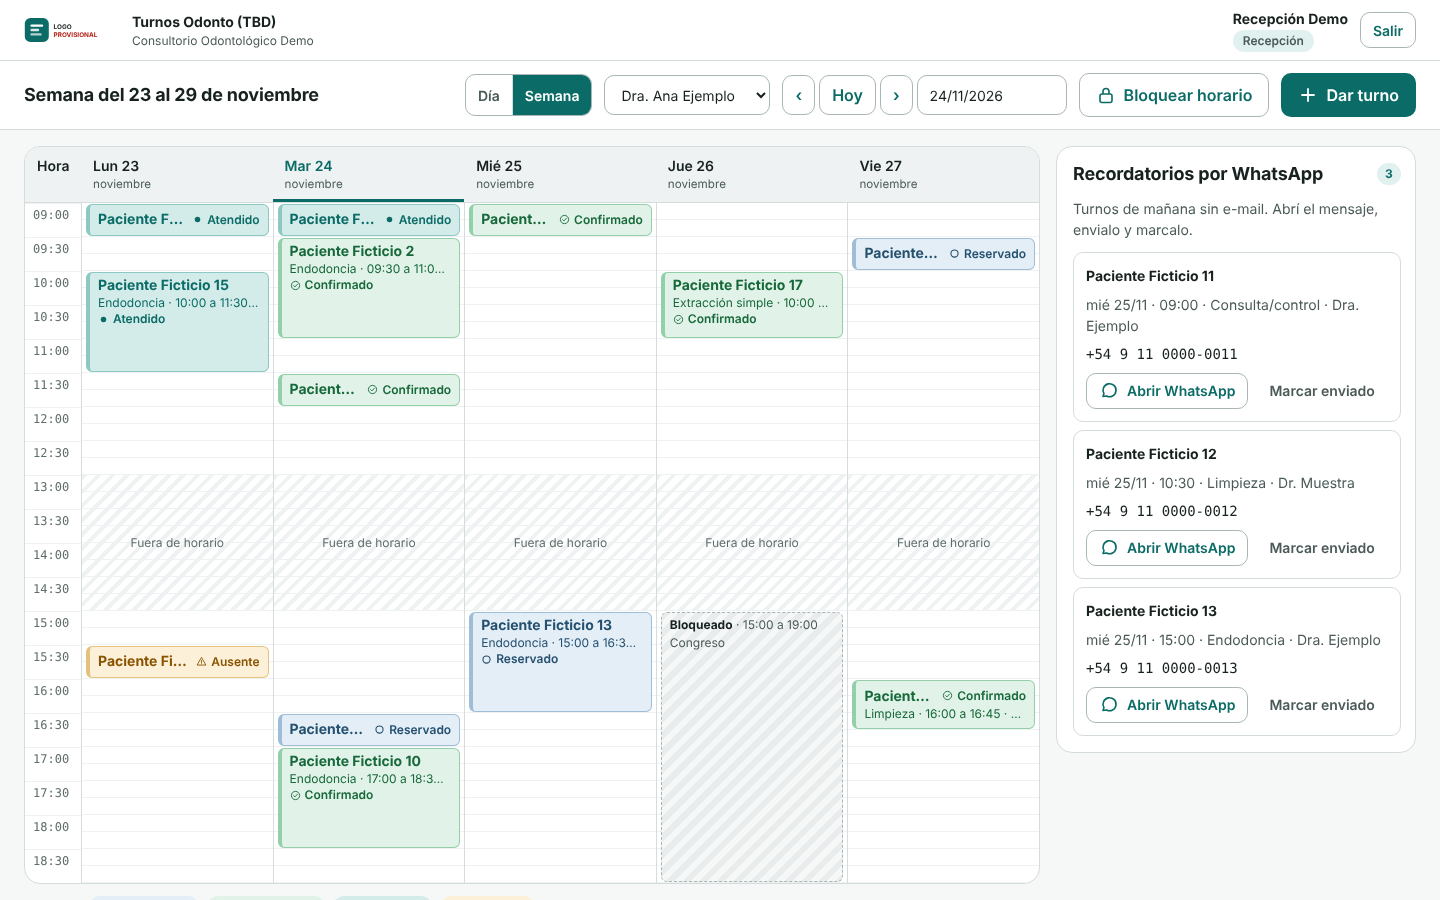 LOGO
PROVISIONAL
Turnos Odonto (TBD)
Consultorio Odontológico Demo
Recepción Demo
Recepción
Salir
Semana del 23 al 29 de noviembre
Día
Semana
Dra. Ana Ejemplo
‹
Hoy
›
24/11/2026
Bloquear horario
Dar turno
Hora
Lun 23
noviembre
Mar 24
noviembre
Mié 25
noviembre
Jue 26
noviembre
Vie 27
noviembre
09:00
09:30
10:00
10:30
11:00
11:30
12:00
12:30
13:00
13:30
14:00
14:30
15:00
15:30
16:00
16:30
17:00
17:30
18:00
18:30
Paciente F... Atendido
Paciente Ficticio 15
Endodoncia · 10:00 a 11:30...
Atendido
Fuera de horario
Paciente Fi... Ausente
Paciente F... Atendido
Paciente Ficticio 2
Endodoncia · 09:30 a 11:0...
Confirmado
Pacient... Confirmado
Fuera de horario
Paciente... Reservado
Paciente Ficticio 10
Endodoncia · 17:00 a 18:3...
Confirmado
Pacient... Confirmado
Fuera de horario
Paciente Ficticio 13
Endodoncia · 15:00 a 16:3...
Reservado
Paciente Ficticio 17
Extracción simple · 10:00 ...
Confirmado
Fuera de horario
Bloqueado · 15:00 a 19:00
Congreso
Paciente... Reservado
Fuera de horario
Pacient... Confirmado
Limpieza · 16:00 a 16:45 · ...
Recordatorios por WhatsApp
3
Turnos de mañana sin e-mail. Abrí el mensaje,
envialo y marcalo.
Paciente Ficticio 11
mié 25/11 · 09:00 · Consulta/control · Dra.
Ejemplo
+54 9 11 0000-0011
Abrir WhatsApp
Marcar enviado
Paciente Ficticio 12
mié 25/11 · 10:30 · Limpieza · Dr. Muestra
+54 9 11 0000-0012
Abrir WhatsApp
Marcar enviado
Paciente Ficticio 13
mié 25/11 · 15:00 · Endodoncia · Dra. Ejemplo
+54 9 11 0000-0013
Abrir WhatsApp
Marcar enviado